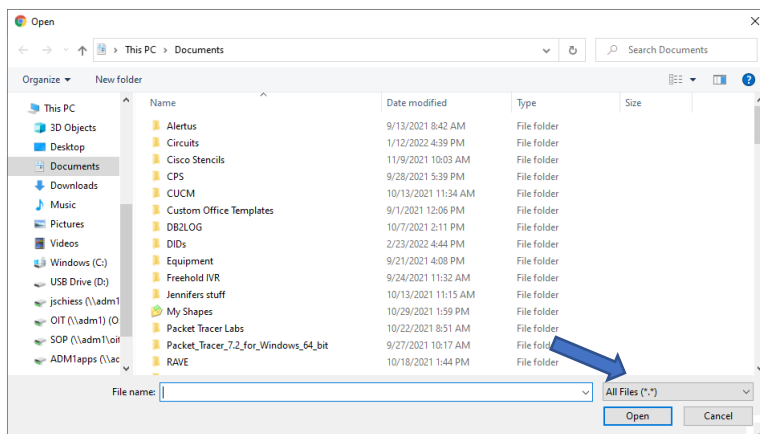 Open
This PC > Documents
Search Documents
Organize
New folder
This PC
3D Objects
Desktop
Documents
Downloads
Music
Pictures
Videos
Windows (C:)
USB Drive (D:)
jschiess (\\adm1
OIT (\\adm1) (O:
SOP (\\adm1\oit
ADM1apps (\\ac
Name Date modified Type Size
Alertus 9/13/2021 8:42 AM File folder
Circuits 1/12/2022 4:39 PM File folder
Cisco Stencils 11/9/2021 10:03 AM File folder
CPS 9/28/2021 5:39 PM File folder
CUCM 10/13/2021 11:34 AM File folder
Custom Office Templates 9/1/2021 12:06 PM File folder
DB2LOG 10/7/2021 2:11 PM File folder
DIDs 2/23/2022 4:44 PM File folder
Equipment 9/21/2021 4:08 PM File folder
Freehold IVR 9/24/2021 11:32 AM File folder
Jennifers stuff 10/13/2021 11:15 AM File folder
My Shapes 10/29/2021 1:59 PM File folder
Packet Tracer Labs 10/22/2021 8:51 AM File folder
Packet_Tracer_7.2_for_Windows_64_bit 9/27/2021 10:17 AM File folder
RAVE 10/18/2021 1:44 PM File folder
File name:
All Files (*.*)
Open
Cancel